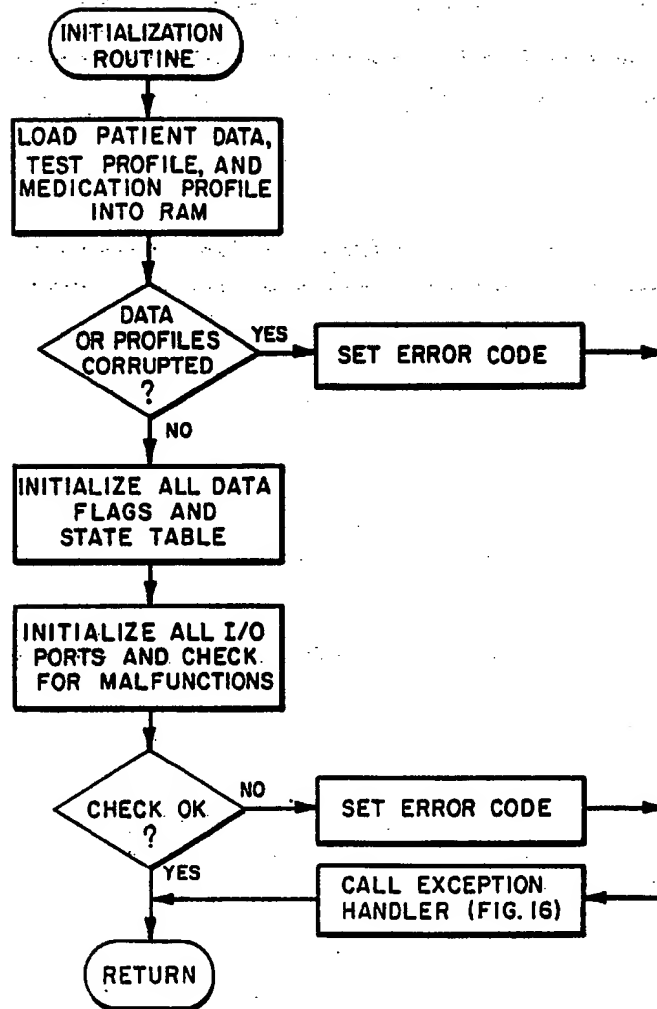 INITIALIZATION
ROUTINE
LOAD PATIENT DATA,
TEST PROFILE, AND
MEDICATION PROFILE
INTO RAM
DATA
OR PROFILES
CORRUPTED
?
YES
SET ERROR CODE
NO
INITIALIZE ALL DATA
FLAGS AND
STATE TABLE
INITIALIZE ALL I/O
PORTS AND CHECK
FOR MALFUNCTIONS
CHECK OK
?
NO
SET ERROR CODE
YES
CALL EXCEPTION
HANDLER (FIG. 16)
RETURN